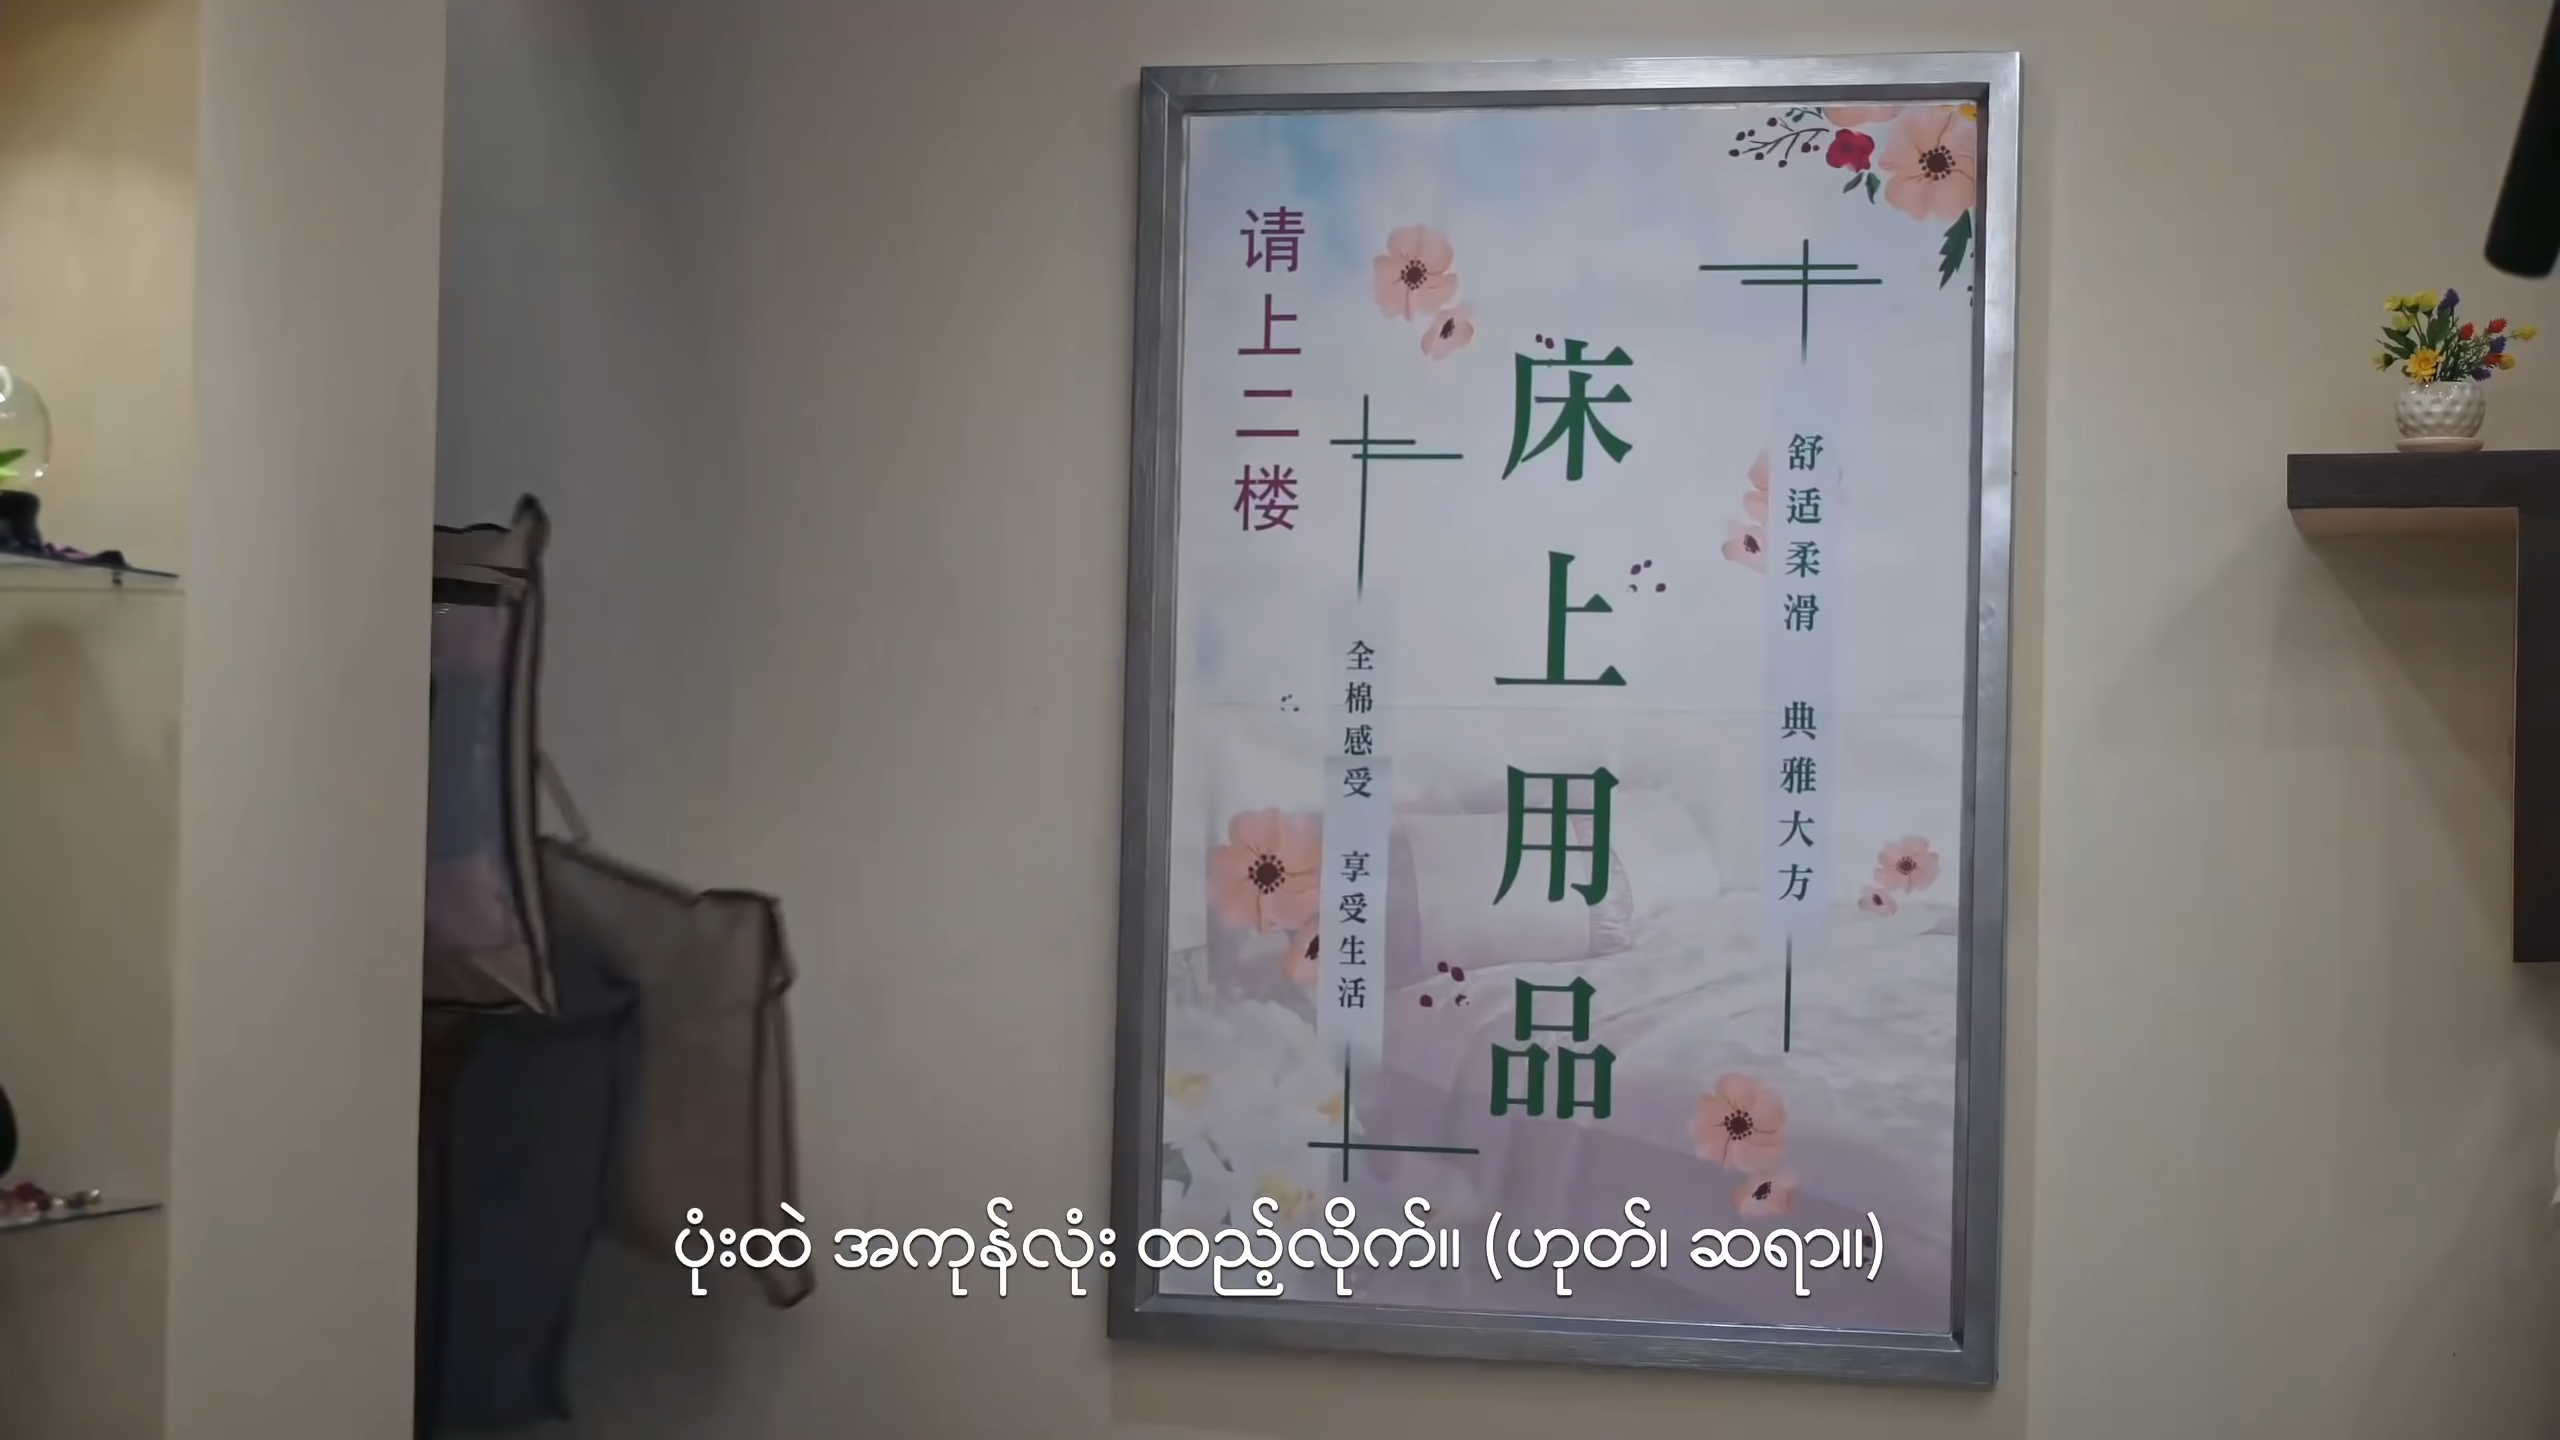 请上二楼
床上用品
舒适柔滑 典雅大方
全棉感受 享受生活
ပုံးထဲ အကုန်လုံး ထည့်လိုက်။ (ဟုတ်၊ ဆရာ။)